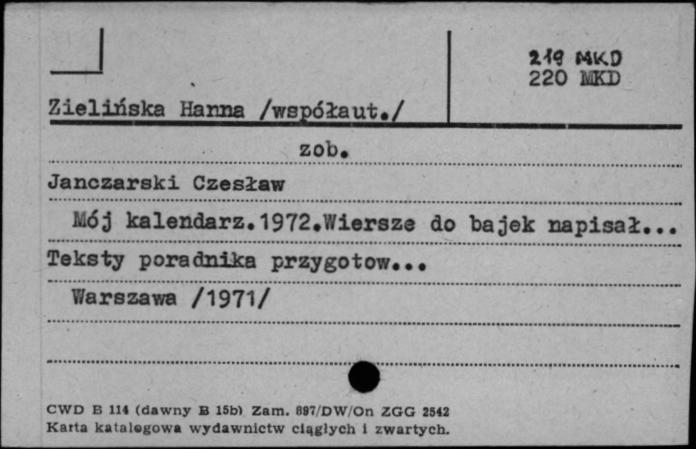 219 MKD
220 MKD
Zielińska Hanna /współaut./
zob.
Janczarski Czesław
Mój kalendarz.1972.Wiersze do bajek napisał...
Teksty poradnika przygotow...
Warszawa /1971/
CWD B 114 (dawny B 15b) Zam. 897/DW/On ZGG 2542
Karta katalogowa wydawnictw ciągłych i zwartych.